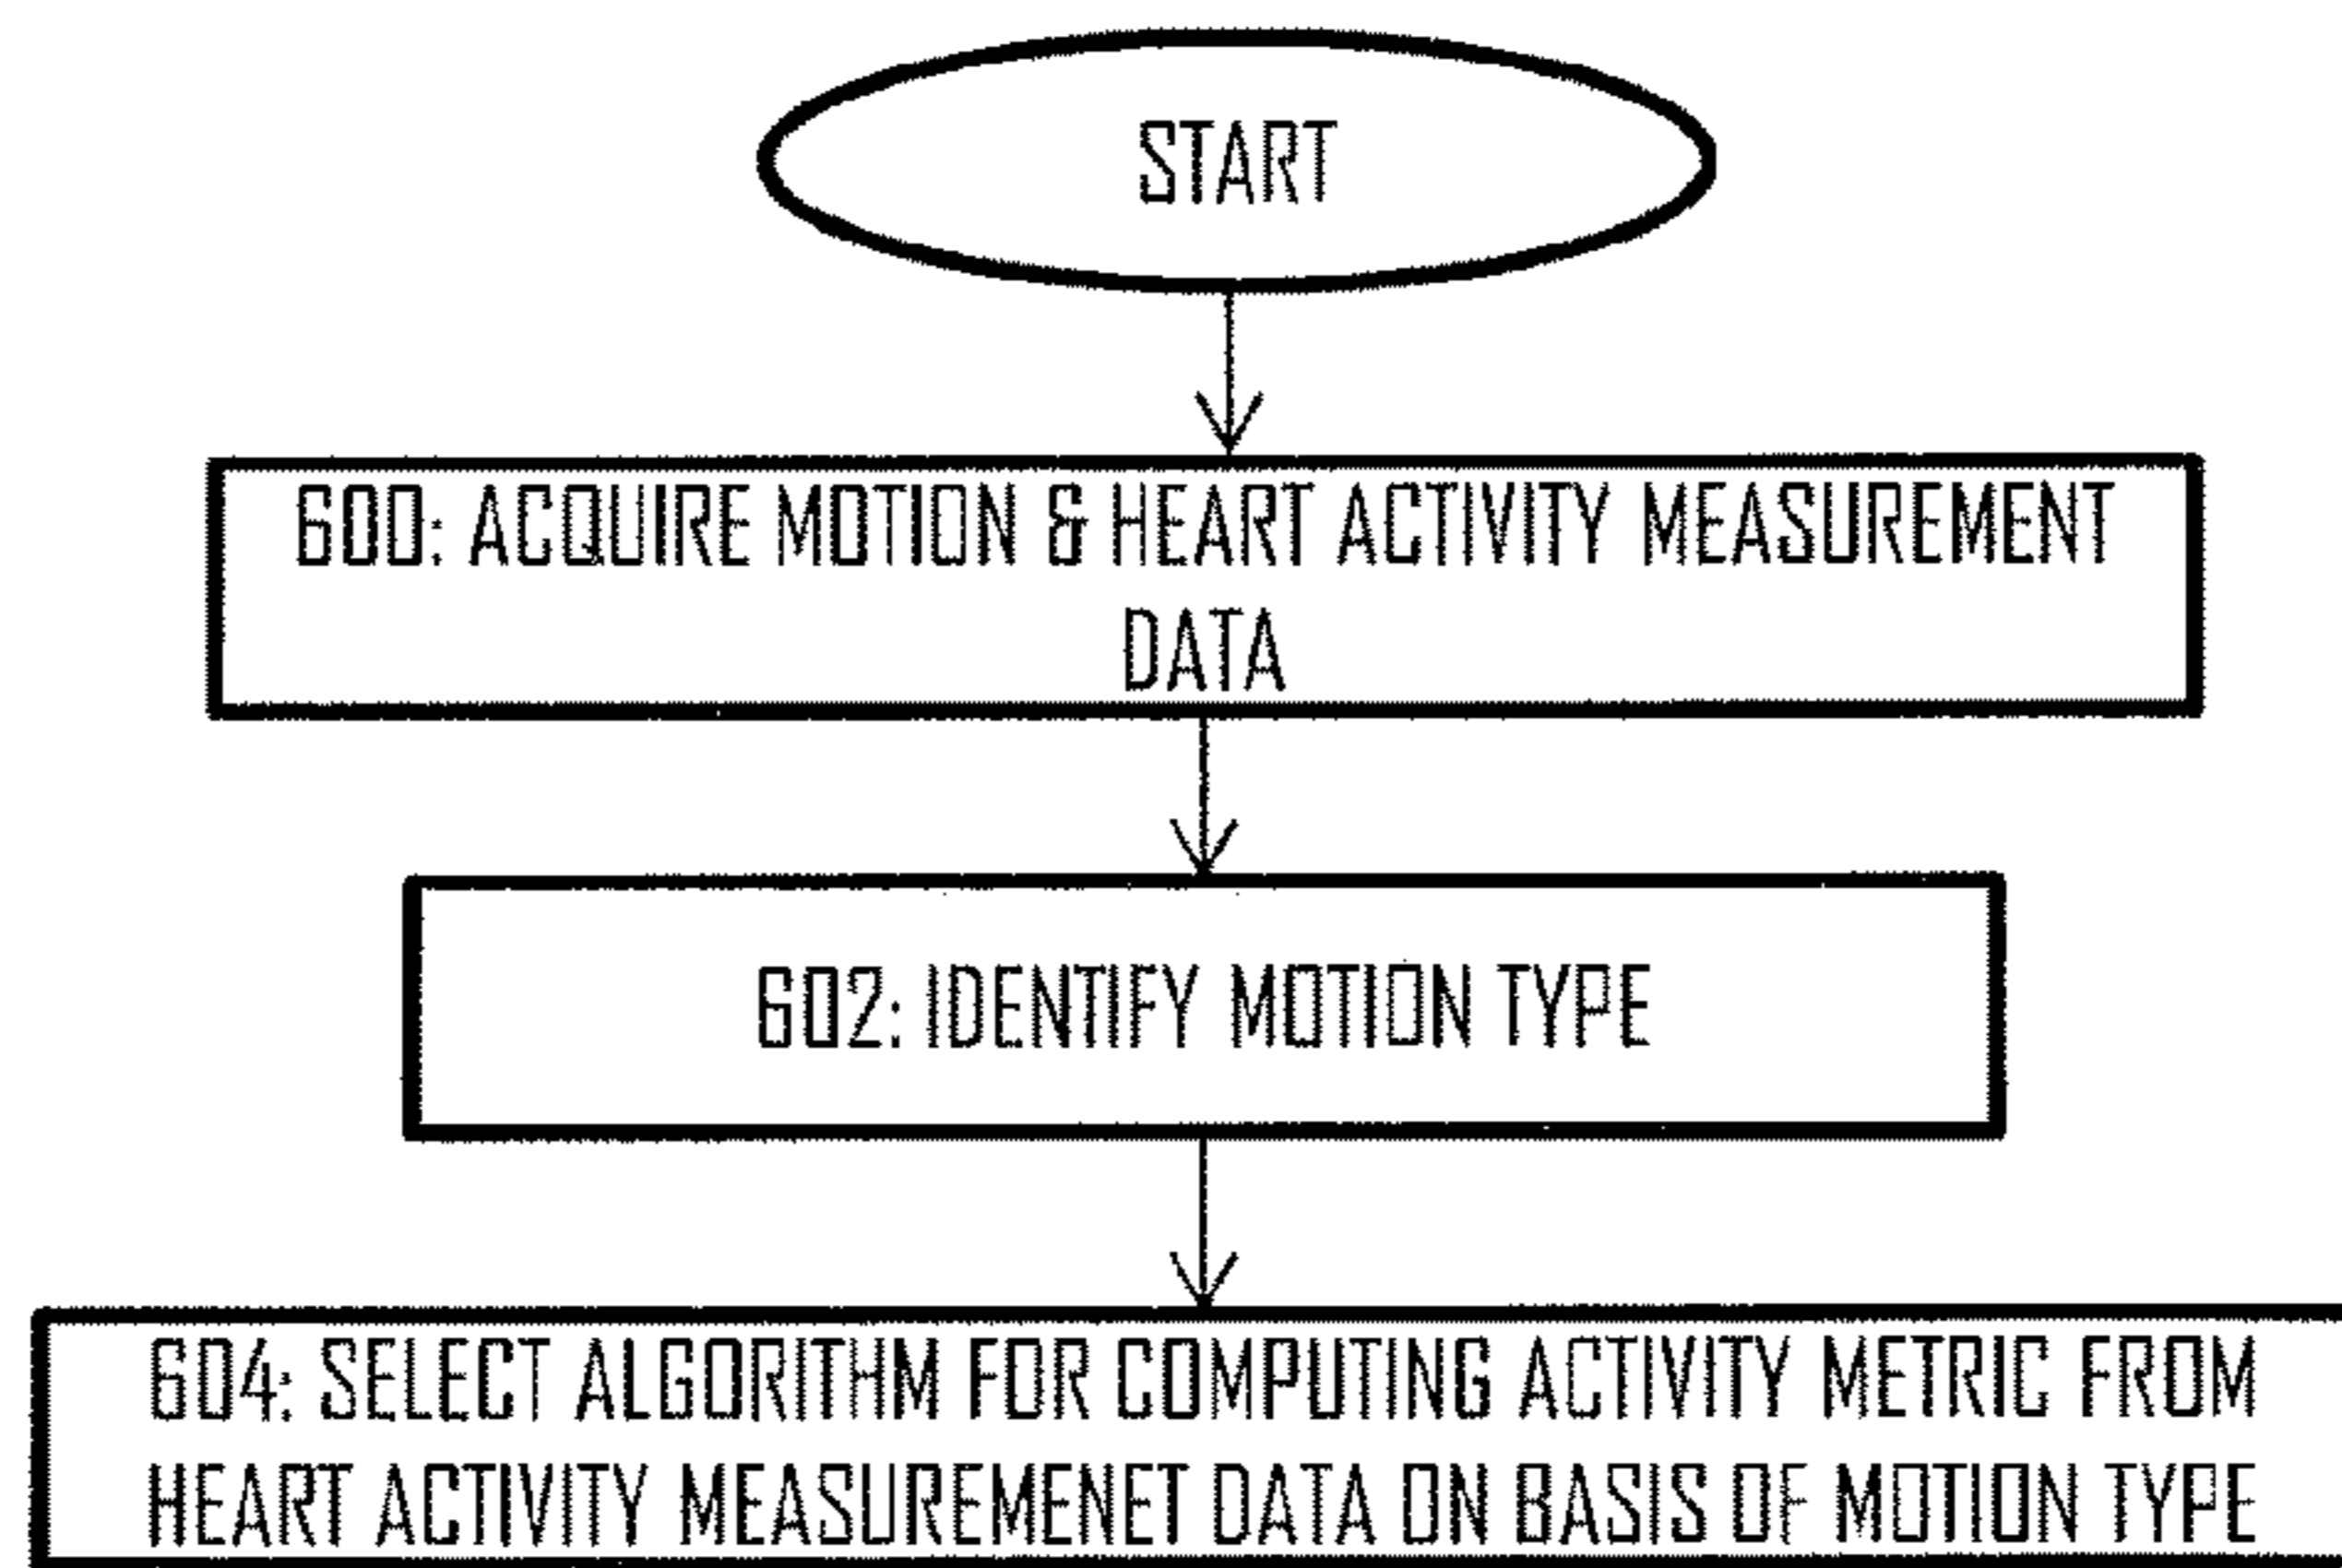 START
600: ACQUIRE MOTION & HEART ACTIVITY MEASUREMENT
DATA
602: IDENTIFY MOTION TYPE
604: SELECT ALGORITHM FOR COMPUTING ACTIVITY METRIC FROM
HEART ACTIVITY MEASUREMENET DATA ON BASIS OF MOTION TYPE